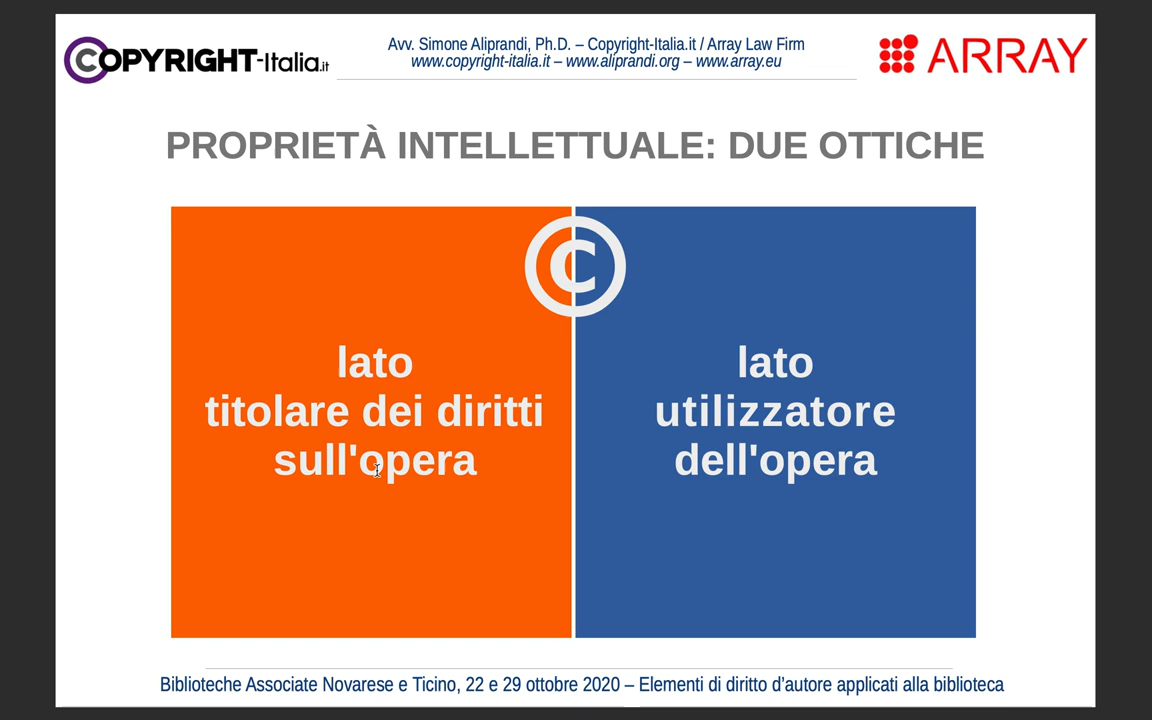 COPYRIGHT-Italia.it
Avv. Simone Aliprandi, Ph.D. – Copyright-Italia.it / Array Law Firm
www.copyright-italia.it – www.aliprandi.org – www.array.eu
ARRAY
PROPRIETÀ INTELLETTUALE: DUE OTTICHE
©
lato
titolare dei diritti
sull'opera
lato
utilizzatore
dell'opera
Biblioteche Associate Novarese e Ticino, 22 e 29 ottobre 2020 – Elementi di diritto d’autore applicati alla biblioteca